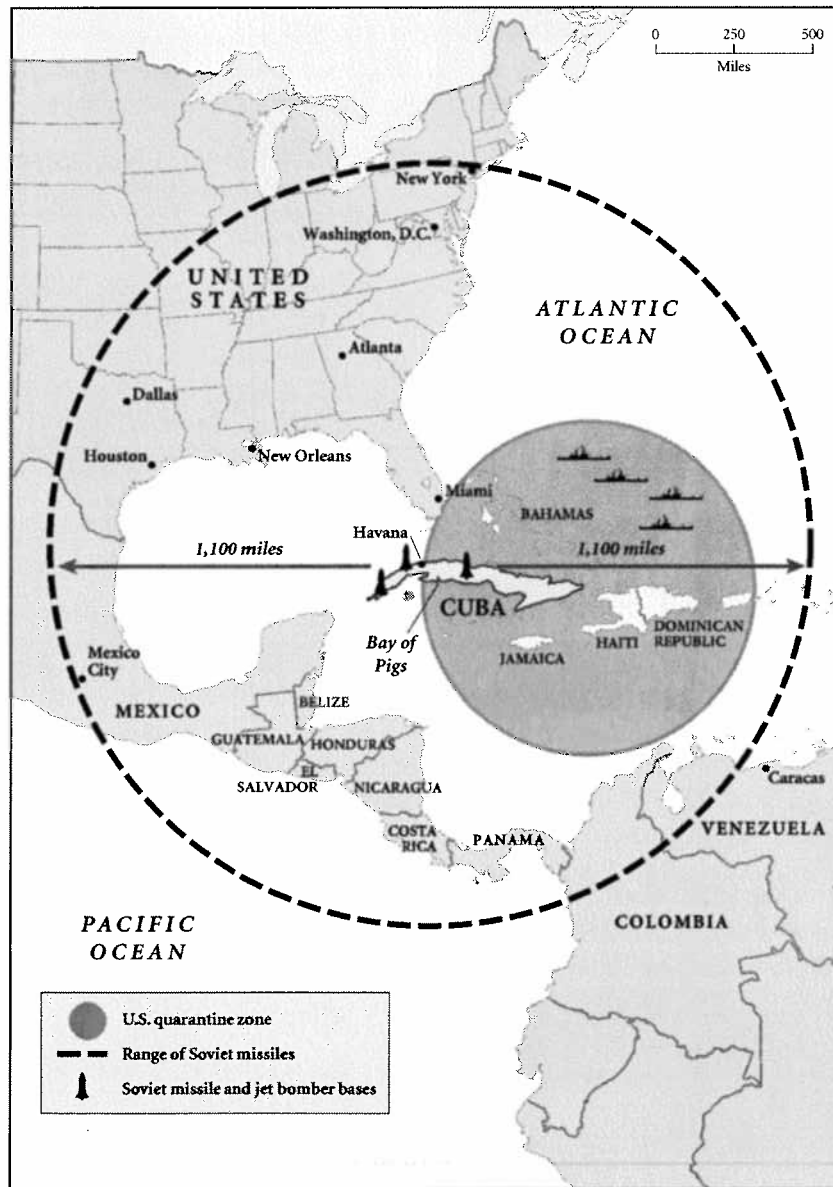 0 250 500
Miles
New York
Washington, D.C.
UNITED
STATES
ATLANTIC
OCEAN
Atlanta
Dallas
Houston
New Orleans
Miami
BAHAMAS
Havana
1,100 miles
1,100 miles
CUBA
Bay of
Pigs
HAITI
DOMINICAN
REPUBLIC
JAMAICA
Mexico
City
MEXICO
BELIZE
GUATEMALA
HONDURAS
EL
SALVADOR
NICARAGUA
COSTA
RICA
PANAMA
Caracas
VENEZUELA
COLOMBIA
PACIFIC
OCEAN
U.S. quarantine zone
Range of Soviet missiles
Soviet missile and jet bomber bases